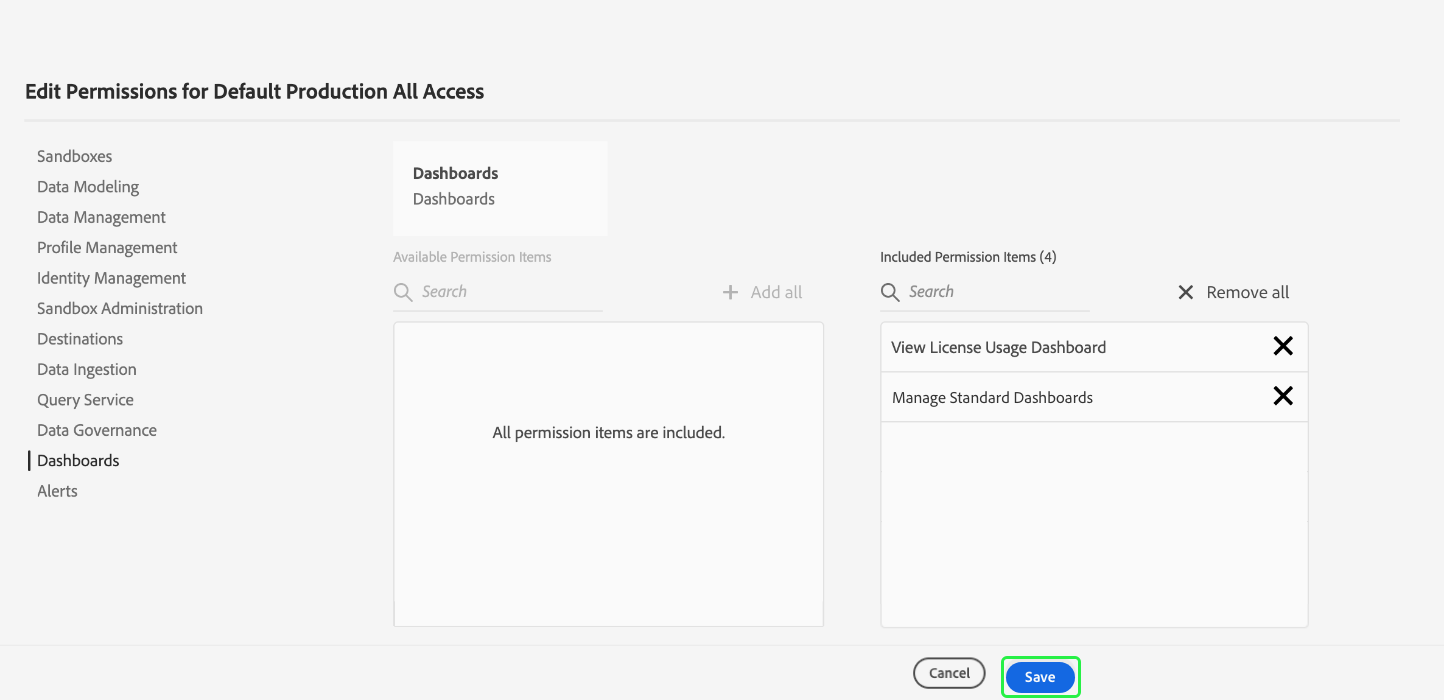 Edit Permissions for Default Production All Access
Sandboxes
Data Modeling
Data Management
Profile Management
Identity Management
Sandbox Administration
Destinations
Data Ingestion
Query Service
Data Governance
Dashboards
Alerts
Dashboards
Dashboards
Available Permission Items
Search
Add all
All permission items are included.
Included Permission Items (4)
Search
Remove all
View License Usage Dashboard
Manage Standard Dashboards
Cancel
Save